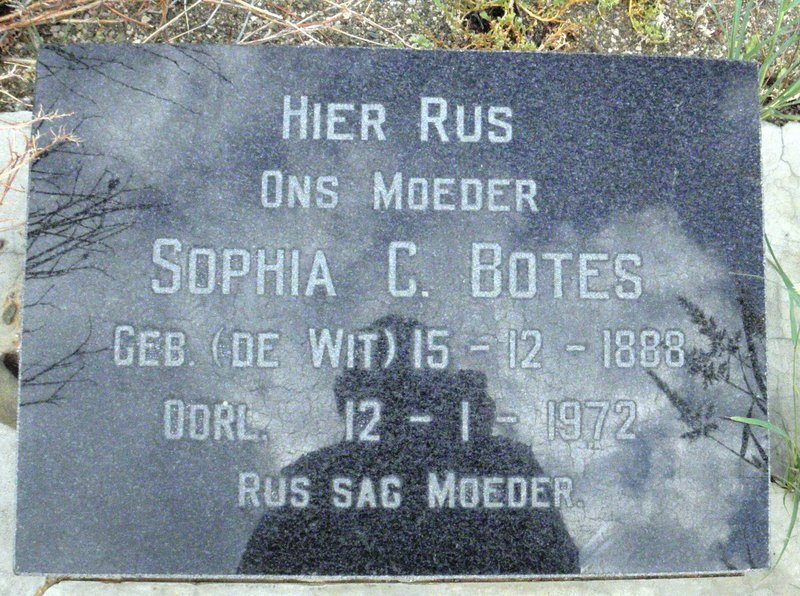 HIER RUS
ONS MOEDER
SOPHIA C. BOTES
GEB. (DE WIT) 15 - 12 - 1888
OORL. 12 - 1 - 1972
RUS SAG MOEDER.